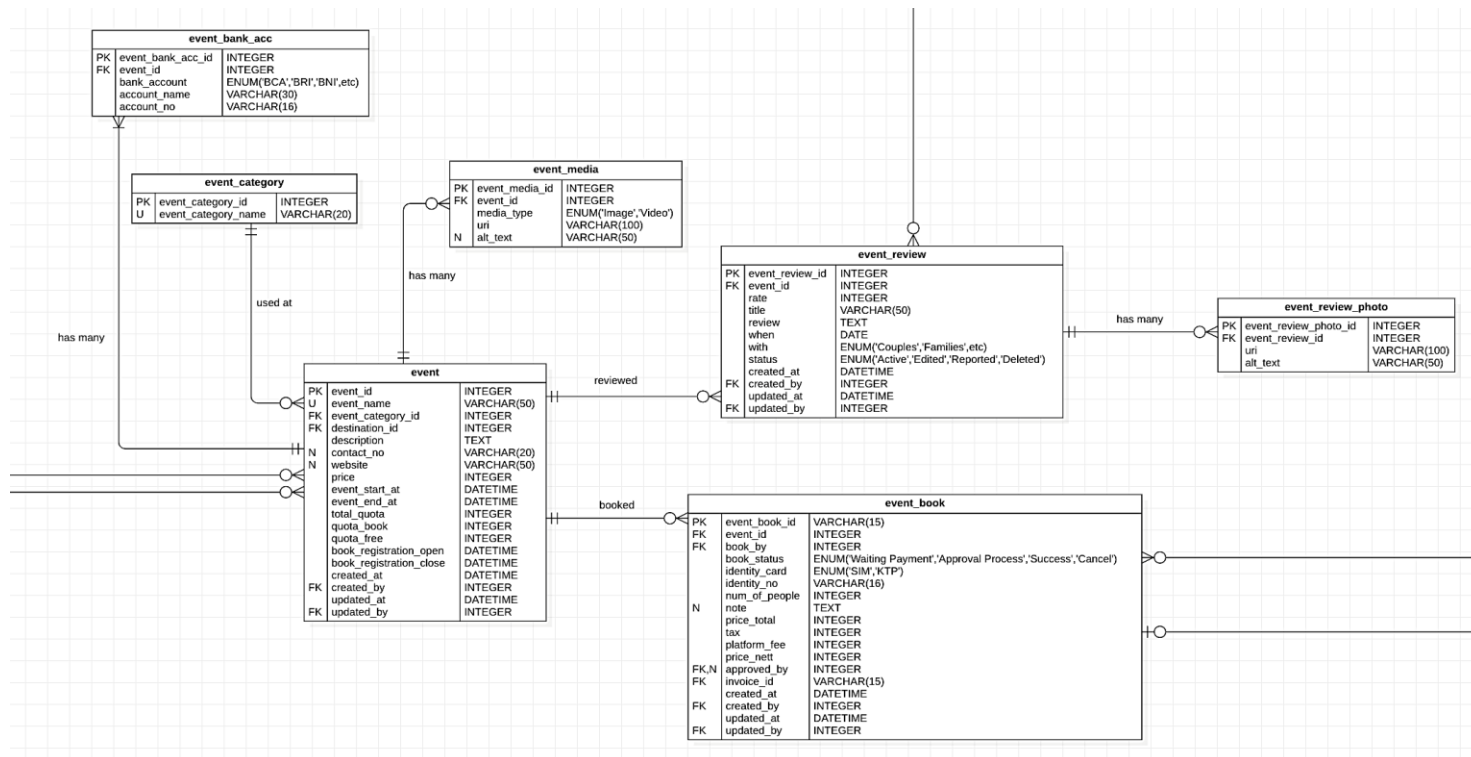 event_bank_acc
PK event_bank_acc_id INTEGER
FK event_id INTEGER
bank_account ENUM('BCA','BRI','BNI',etc)
account_name VARCHAR(30)
account_no VARCHAR(16)
event_category
PK event_category_id INTEGER
U event_category_name VARCHAR(20)
event_media
PK event_media_id INTEGER
FK event_id INTEGER
media_type ENUM('Image','Video')
uri VARCHAR(100)
N alt_text VARCHAR(50)
has many
used at
has many
event_review
PK event_review_id INTEGER
FK event_id INTEGER
rate INTEGER
title VARCHAR(50)
review TEXT
when DATE
with ENUM('Couples','Families',etc)
status ENUM('Active','Edited','Reported','Deleted')
created_at DATETIME
FK created_by INTEGER
updated_at DATETIME
FK updated_by INTEGER
has many
event_review_photo
PK event_review_photo_id INTEGER
FK event_review_id INTEGER
uri VARCHAR(100)
alt_text VARCHAR(50)
event
PK event_id INTEGER
U event_name VARCHAR(50)
FK event_category_id INTEGER
FK destination_id INTEGER
description TEXT
N contact_no VARCHAR(20)
N website VARCHAR(50)
price INTEGER
event_start_at DATETIME
event_end_at DATETIME
total_quota INTEGER
quota_book INTEGER
quota_free INTEGER
book_registration_open DATETIME
book_registration_close DATETIME
created_at DATETIME
FK created_by INTEGER
updated_at DATETIME
FK updated_by INTEGER
reviewed
booked
event_book
PK event_book_id VARCHAR(15)
FK event_id INTEGER
FK book_by INTEGER
book_status ENUM('Waiting Payment','Approval Process','Success','Cancel')
identity_card ENUM('SIM','KTP')
identity_no VARCHAR(16)
num_of_people INTEGER
N note TEXT
price_total INTEGER
tax INTEGER
platform_fee INTEGER
price_nett INTEGER
FK,N approved_by INTEGER
FK invoice_id VARCHAR(15)
created_at DATETIME
FK created_by INTEGER
updated_at DATETIME
FK updated_by INTEGER